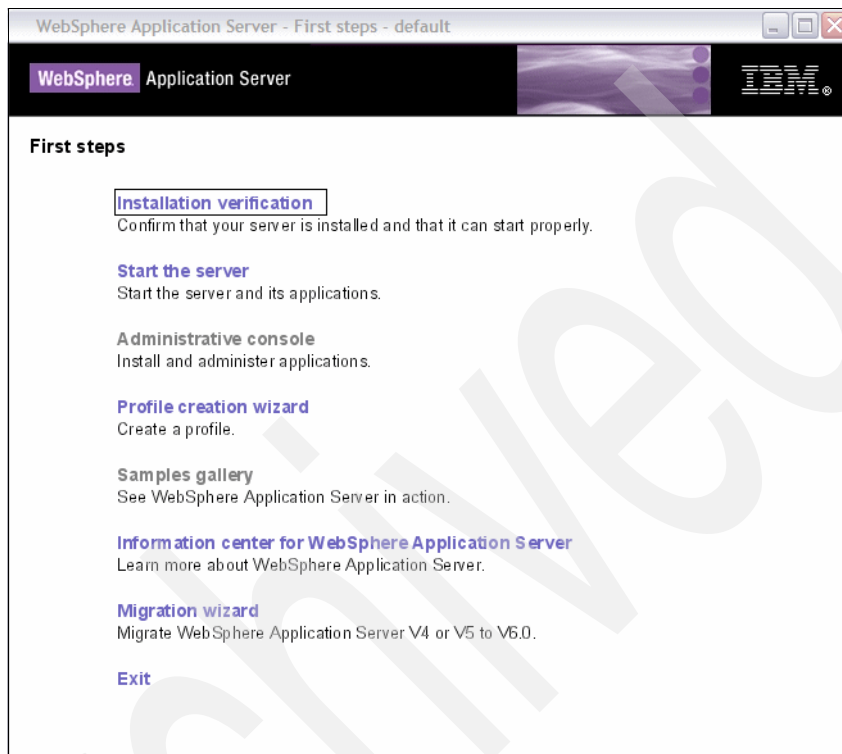 WebSphere Application Server - First steps - default
WebSphere Application Server
IBM®
First steps
Installation verification
Confirm that your server is installed and that it can start properly.
Start the server
Start the server and its applications.
Administrative console
Install and administer applications.
Profile creation wizard
Create a profile.
Samples gallery
See WebSphere Application Server in action.
Information center for WebSphere Application Server
Learn more about WebSphere Application Server.
Migration wizard
Migrate WebSphere Application Server V4 or V5 to V6.0.
Exit
hived